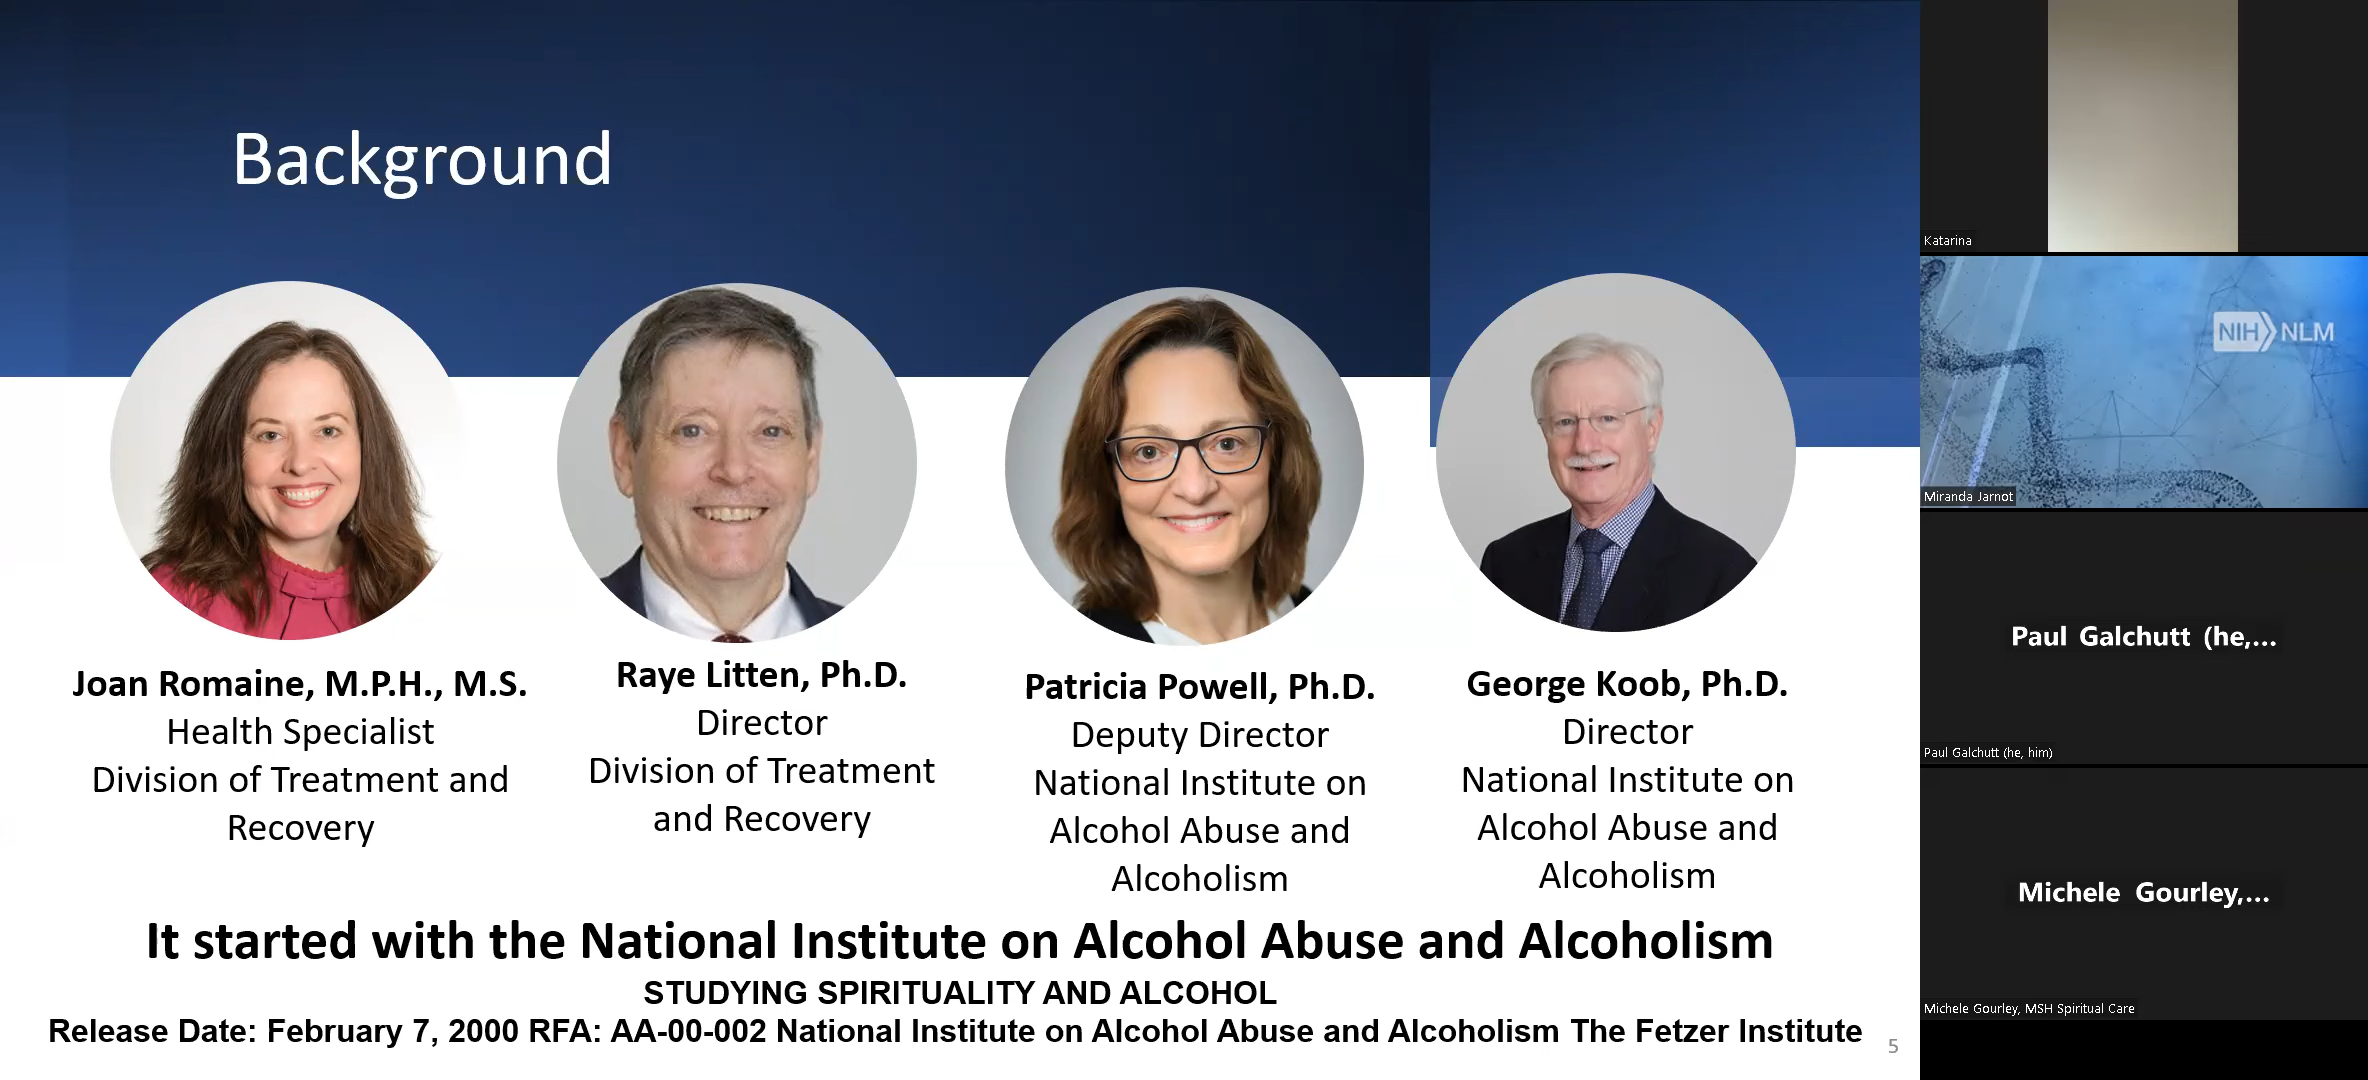 Background
Joan Romaine, M.P.H., M.S.
Health Specialist
Division of Treatment and
Recovery
Raye Litten, Ph.D.
Director
Division of Treatment
and Recovery
Patricia Powell, Ph.D.
Deputy Director
National Institute on
Alcohol Abuse and
Alcoholism
George Koob, Ph.D.
Director
National Institute on
Alcohol Abuse and
Alcoholism
It started with the National Institute on Alcohol Abuse and Alcoholism
STUDYING SPIRITUALITY AND ALCOHOL
Release Date: February 7, 2000 RFA: AA-00-002 National Institute on Alcohol Abuse and Alcoholism The Fetzer Institute
5
Katarina
NIH NLM
Miranda Jarnot
Paul Galchutt (he,...
Paul Galchutt (he, him)
Michele Gourley,...
Michele Gourley, MSH Spiritual Care